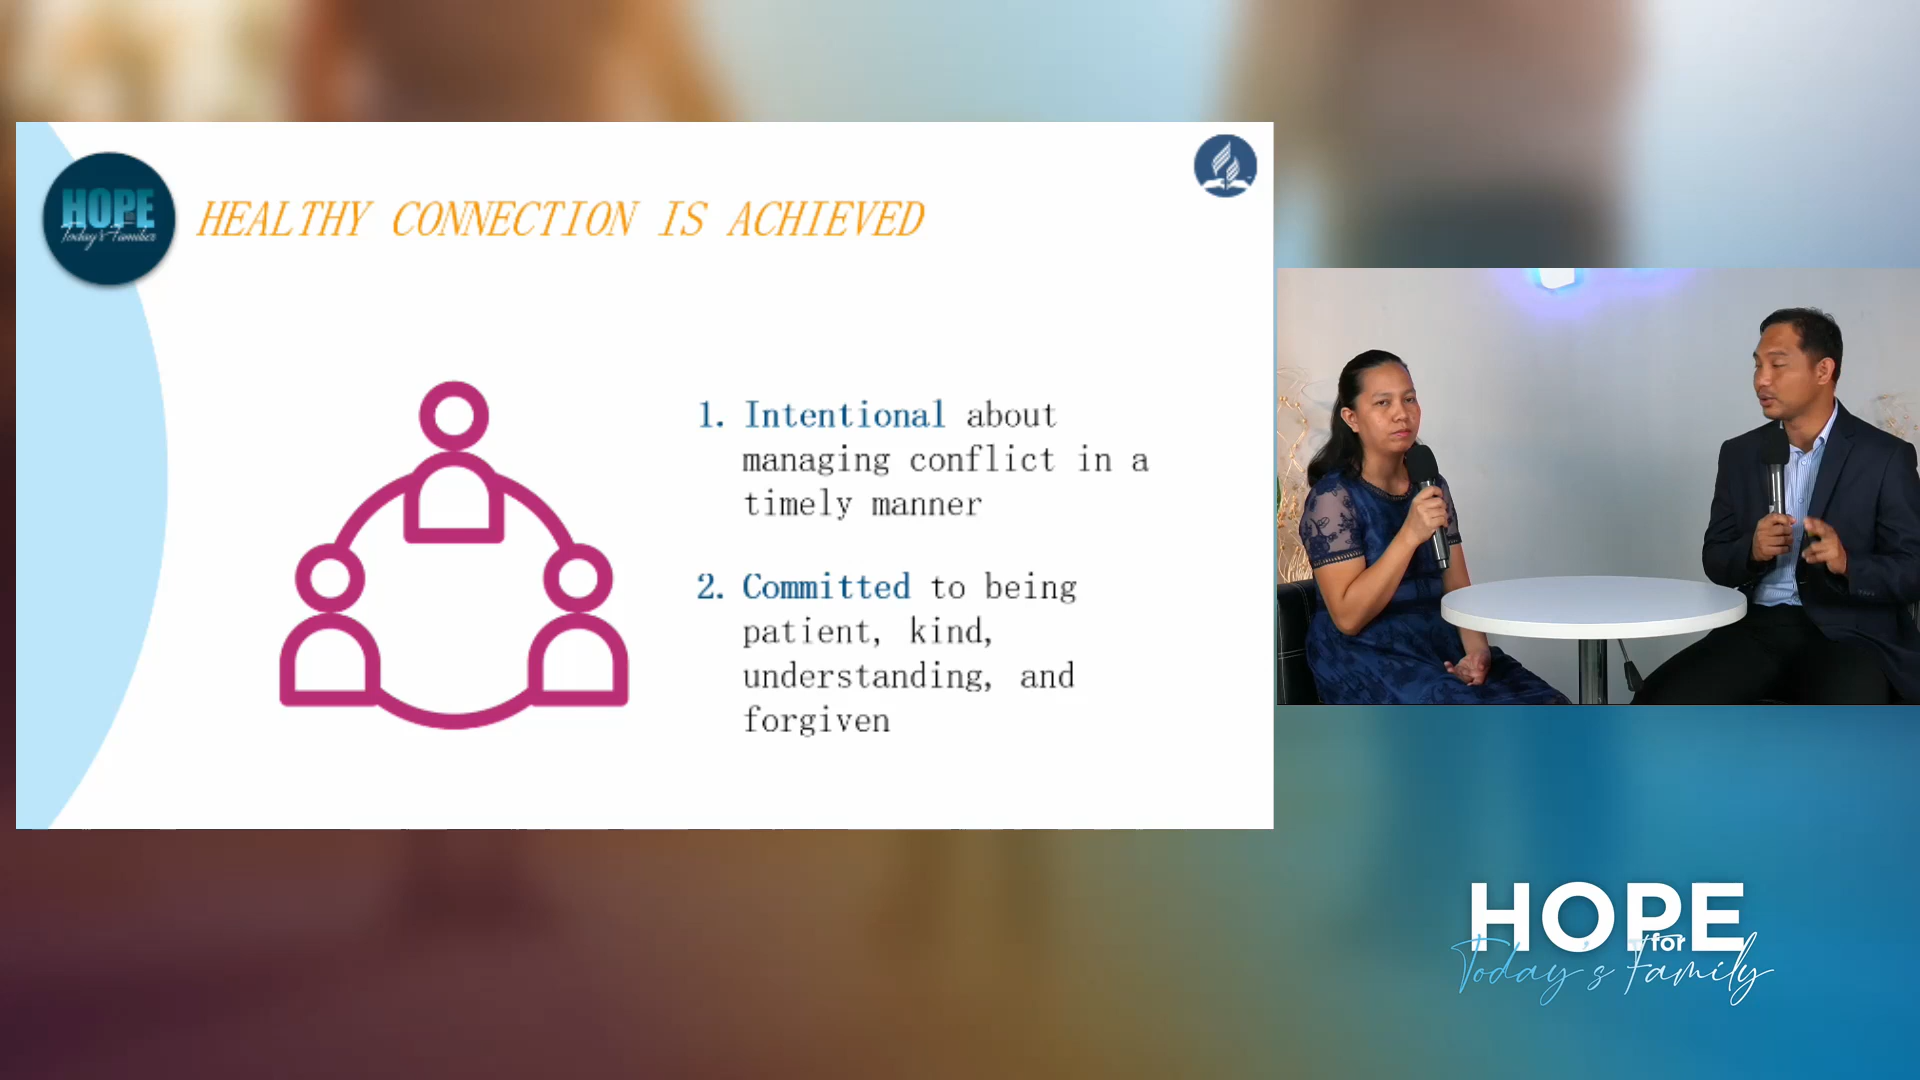 HOPE
Today's Families
HEALTHY CONNECTION IS ACHIEVED
1. Intentional about
managing conflict in a
timely manner
2. Committed to being
patient, kind,
understanding, and
forgiven
HOPE
for
Today's Family